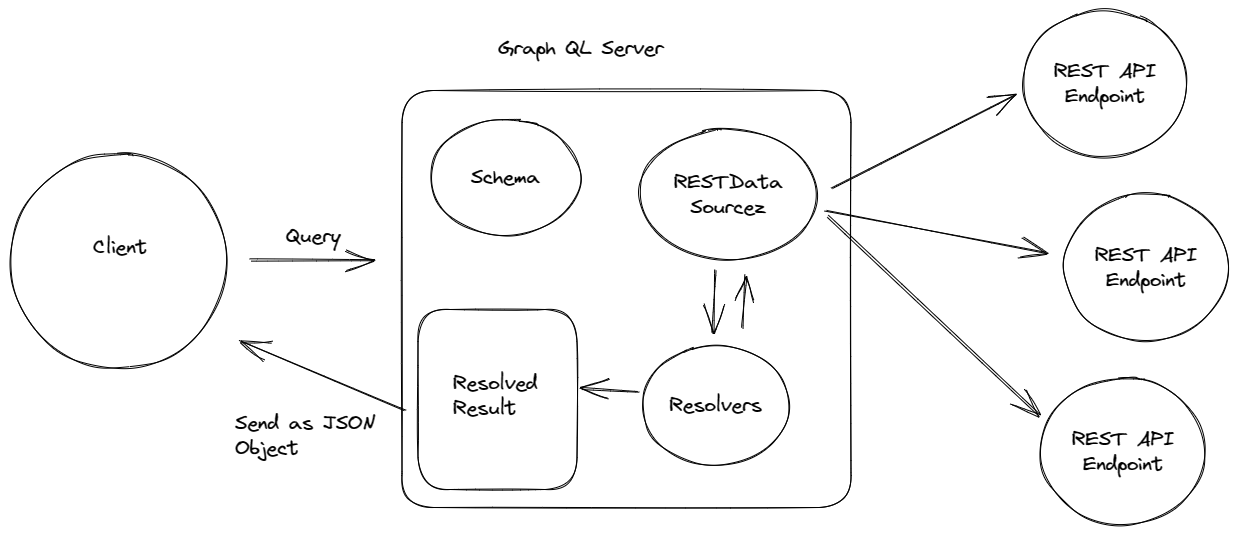 Graph QL Server
Client
Query
Send as JSON
Object
Schema
RESTData
Sourcez
Resolved
Result
Resolvers
REST API
Endpoint
REST API
Endpoint
REST API
Endpoint